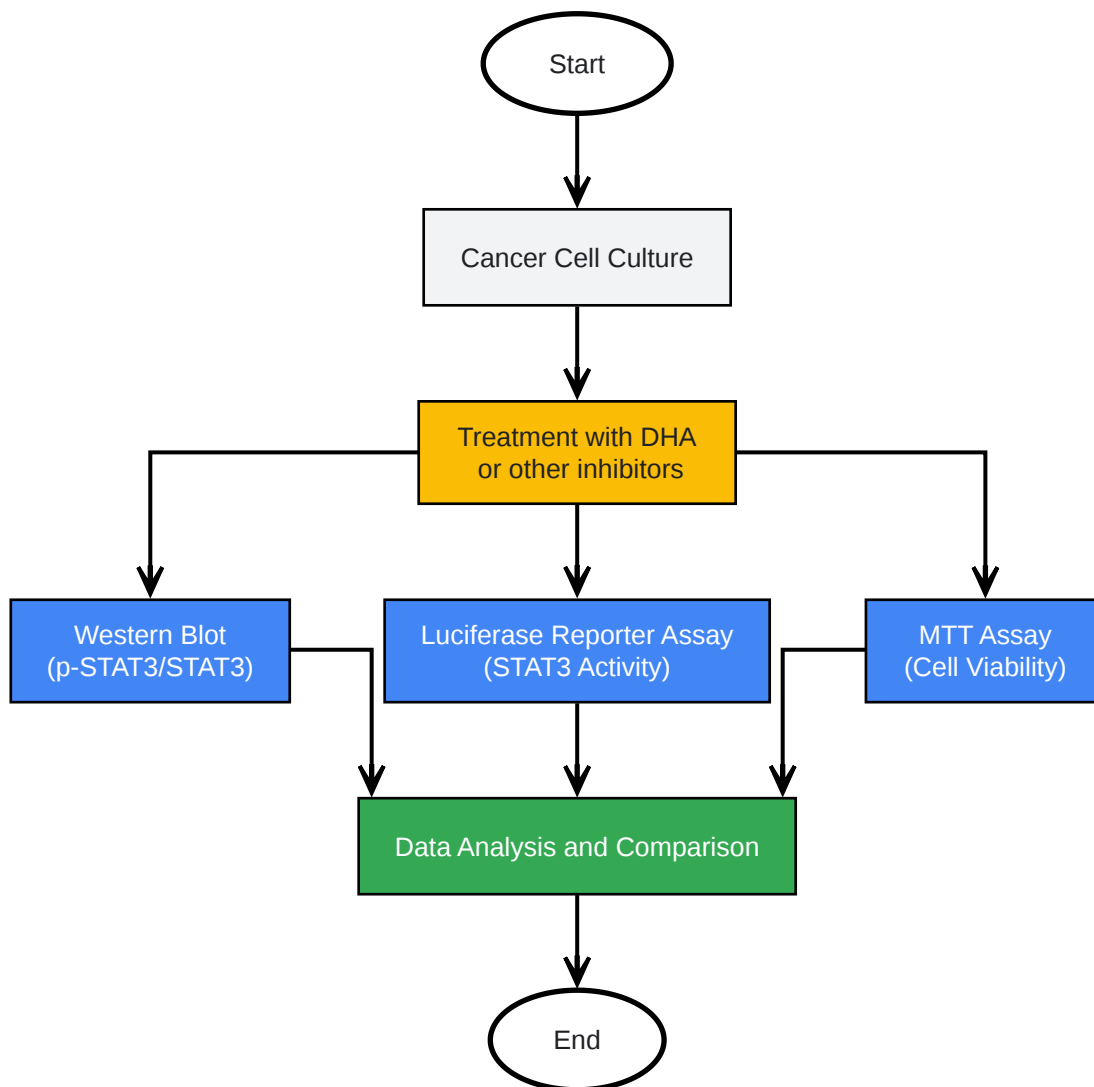 Start
Cancer Cell Culture
Treatment with DHA
or other inhibitors
Western Blot
(p-STAT3/STAT3)
Luciferase Reporter Assay
(STAT3 Activity)
MTT Assay
(Cell Viability)
Data Analysis and Comparison
End